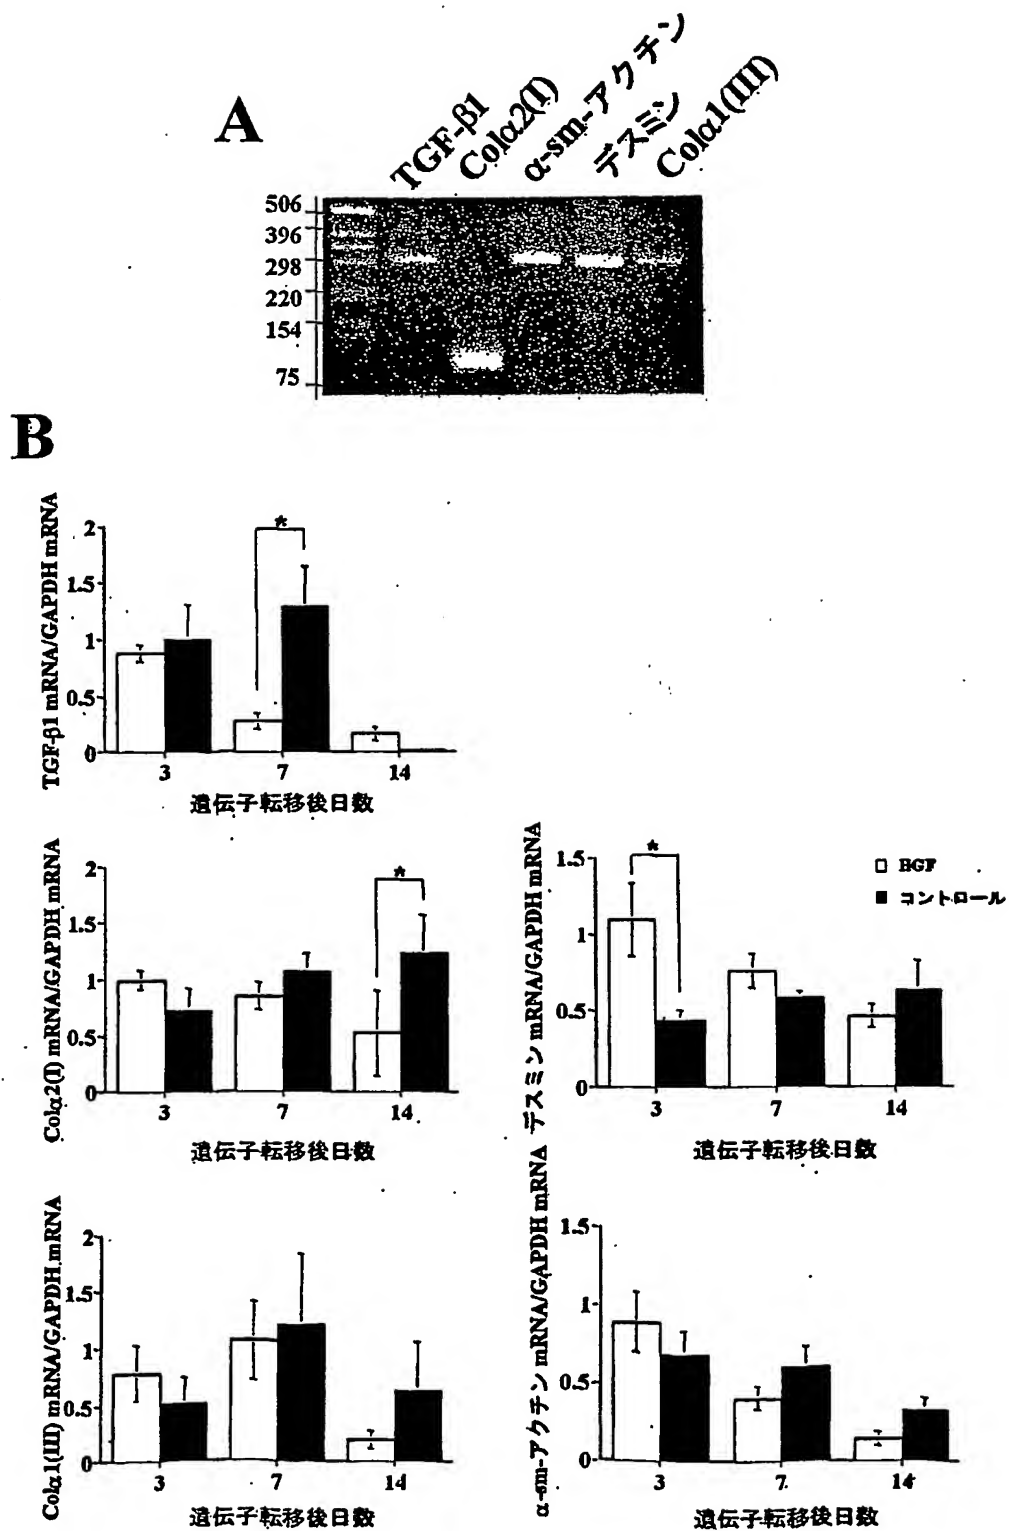 A
TGF-β1
Colα2(I)
α-sm-アクチン
デスミン
Colα1(III)
506
396
298
220
154
75
B
TGF-β1 mRNA/GAPDH mRNA
2
1.5
1
0.5
0
*
3 7 14
遺伝子転移後日数
Colα2(I) mRNA/GAPDH mRNA
2
1.5
1
0.5
0
*
3 7 14
遺伝子転移後日数
デスミン mRNA/GAPDH mRNA
1.5
1
0.5
0
*
HGF
コントロール
3 7 14
遺伝子転移後日数
Colα1(III) mRNA/GAPDH mRNA
2
1.5
1
0.5
0
3 7 14
遺伝子転移後日数
α-sm-アクチン mRNA/GAPDH mRNA
1.5
1
0.5
0
3 7 14
遺伝子転移後日数